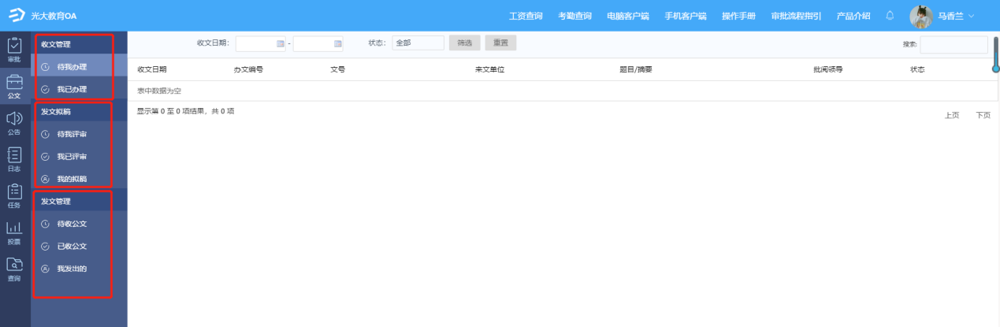 光大教育OA
工资查询 考勤查询 电脑客户端 手机客户端 操作手册 审批流程指引 产品介绍 马香兰
审批
公文
公告
日志
任务
投票
查询
收文管理
待我办理
我已办理
发文拟稿
待我评审
我已评审
我的拟稿
发文管理
待收公文
已收公文
我发出的
收文日期: - 状态: 全部 筛选 重置 搜索:
收文日期 办文编号 文号 来文单位 题目/摘要 批阅领导 状态
表中数据为空
显示第 0 至 0 项结果，共 0 项
上页 下页